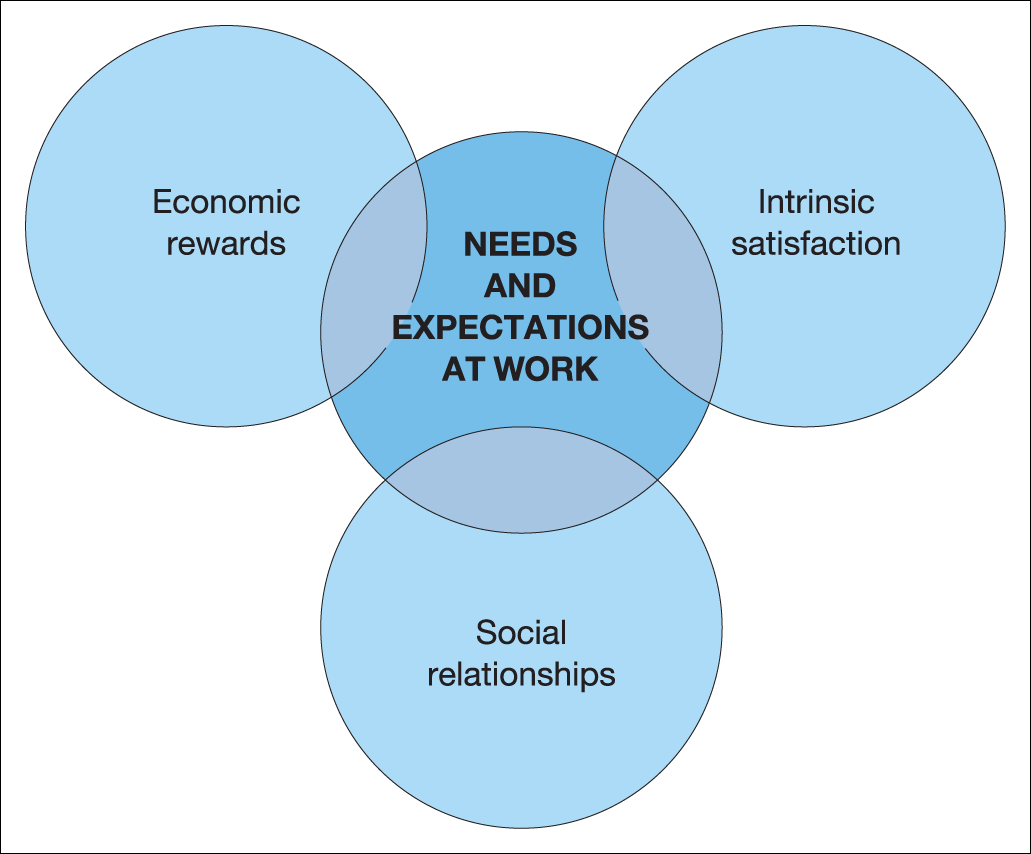 Economic
rewards
Intrinsic
satisfaction
NEEDS
AND
EXPECTATIONS
AT WORK
Social
relationships